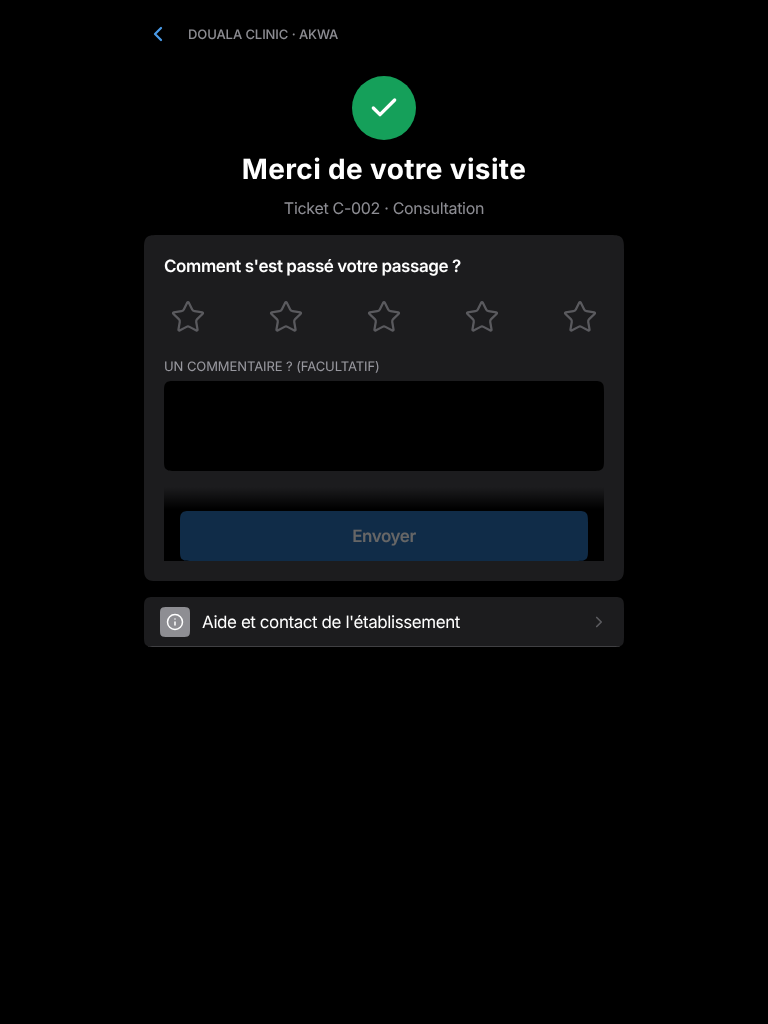 DOUALA CLINIC · AKWA
Merci de votre visite
Ticket C-002 · Consultation
Comment s'est passé votre passage ?
UN COMMENTAIRE ? (FACULTATIF)
Envoyer
Aide et contact de l'établissement